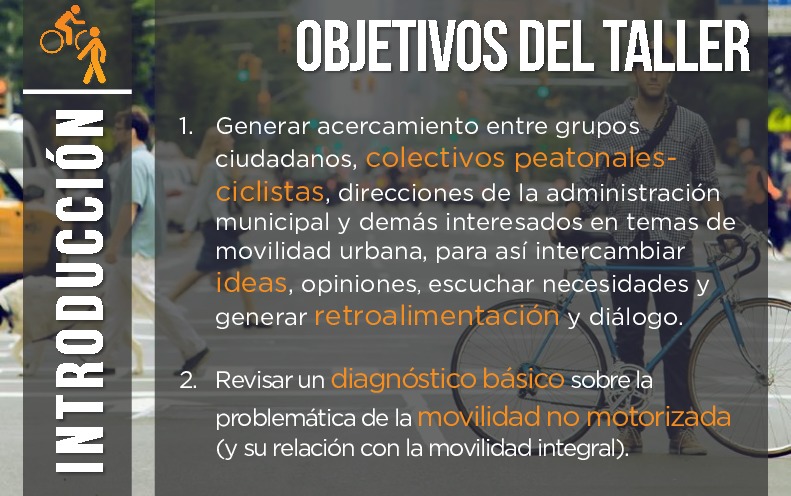 OBJETIVOS DEL TALLER
INTRODUCCIÓN
1. Generar acercamiento entre grupos
ciudadanos, colectivos peatonales-
ciclistas, direcciones de la administración
municipal y demás interesados en temas de
movilidad urbana, para así intercambiar
ideas, opiniones, escuchar necesidades y
generar retroalimentación y diálogo.
2. Revisar un diagnóstico básico sobre la
problemática de la movilidad no motorizada
(y su relación con la movilidad integral).